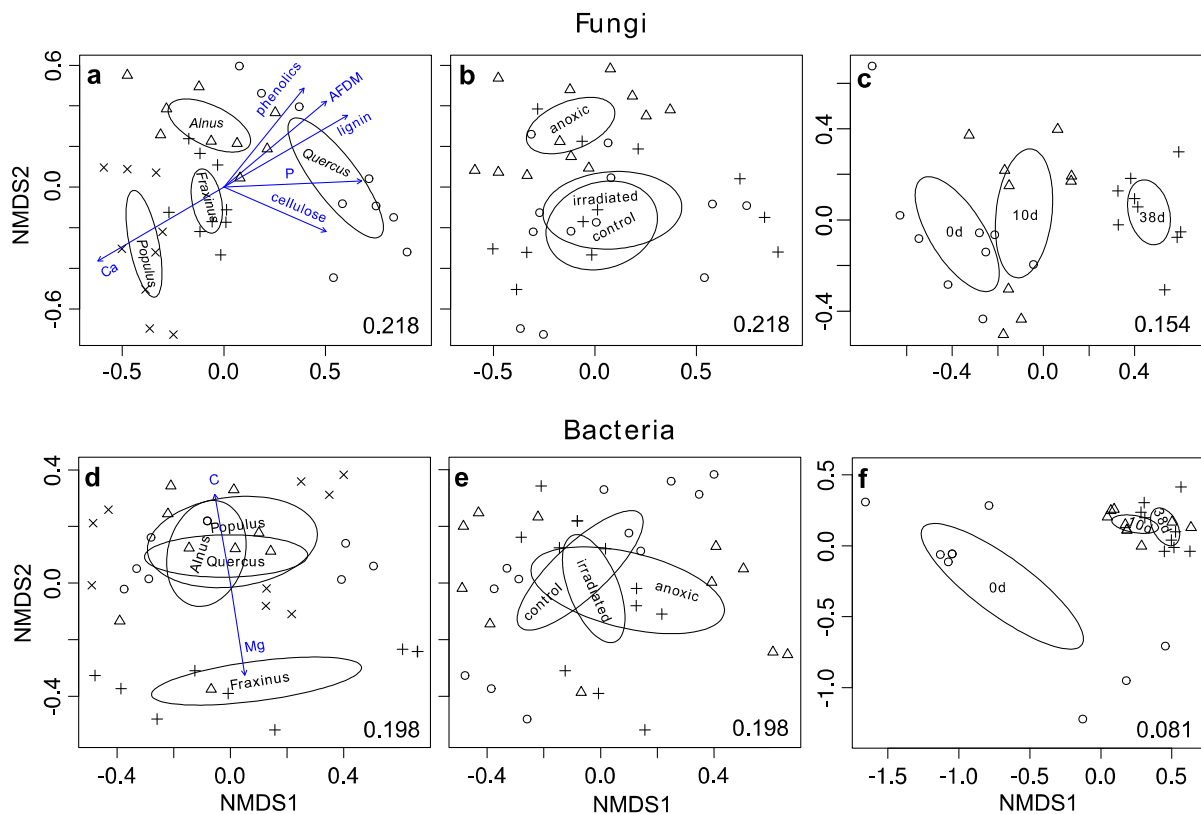 Fungi
a
b
c
NMDS2
0.6
0.0
-0.6
-0.5
0.0
0.5
phenolics
AFDM
lignin
P
cellulose
Ca
Alnus
Quercus
Fraxinus
Populus
0.218
-0.5
0.0
0.5
anoxic
irradiated
control
0.218
0.4
0.0
-0.4
-0.4
0.0
0.4
0d
10d
38d
0.154
Bacteria
d
e
f
NMDS2
0.4
0.0
-0.4
-0.4
0.0
0.4
NMDS1
C
Populus
Alnus
Quercus
Mg
Fraxinus
0.198
-0.4
0.0
0.4
NMDS1
control
irradiated
anoxic
0.198
0.5
0.0
-0.5
-1.0
-1.5
-1.0
-0.5
0.0
0.5
NMDS1
10d
38d
0d
0.081